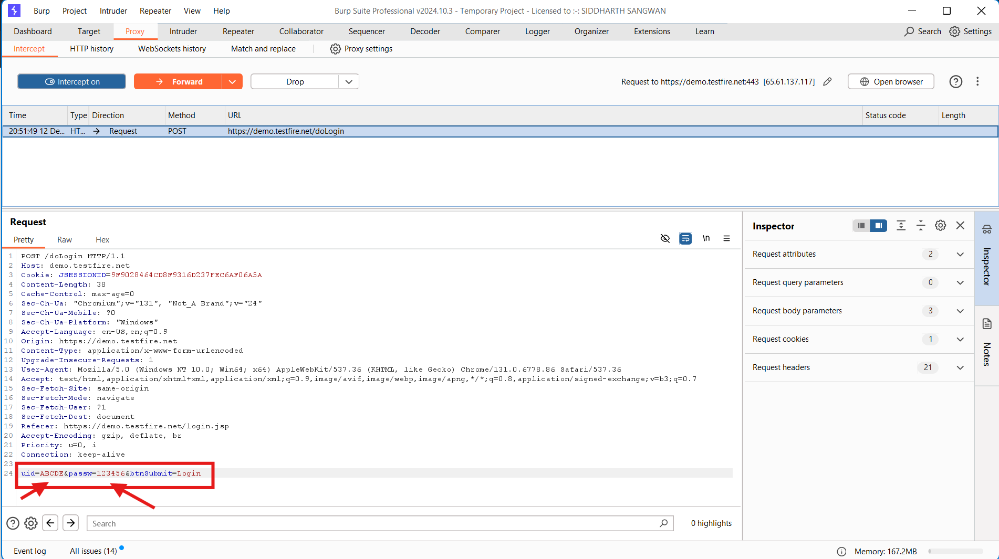 Burp Project Intruder Repeater View Help Burp Suite Professional v2024.10.3 - Temporary Project - Licensed to :-: SIDDHARTH SANGWAN
Dashboard Target Proxy Intruder Repeater Collaborator Sequencer Decoder Comparer Logger Organizer Extensions Learn Search Settings
Intercept HTTP history WebSockets history Match and replace Proxy settings
Intercept on Forward Drop Request to https://demo.testfire.net:443 [65.61.137.117] Open browser
Time Type Direction Method URL Status code Length
20:51:49 12 De... HT... Request POST https://demo.testfire.net/doLogin
Request
Pretty Raw Hex \n
1 POST /doLogin HTTP/1.1
2 Host: demo.testfire.net
3 Cookie: JSESSIONID=9F9028464CD8F9316D237FEC6AF06A5A
4 Content-Length: 38
5 Cache-Control: max-age=0
6 Sec-Ch-Ua: "Chromium";v="131", "Not_A Brand";v="24"
7 Sec-Ch-Ua-Mobile: ?0
8 Sec-Ch-Ua-Platform: "Windows"
9 Accept-Language: en-US,en;q=0.9
10 Origin: https://demo.testfire.net
11 Content-Type: application/x-www-form-urlencoded
12 Upgrade-Insecure-Requests: 1
13 User-Agent: Mozilla/5.0 (Windows NT 10.0; Win64; x64) AppleWebKit/537.36 (KHTML, like Gecko) Chrome/131.0.6778.86 Safari/537.36
14 Accept: text/html,application/xhtml+xml,application/xml;q=0.9,image/avif,image/webp,image/apng,*/*;q=0.8,application/signed-exchange;v=b3;q=0.7
15 Sec-Fetch-Site: same-origin
16 Sec-Fetch-Mode: navigate
17 Sec-Fetch-User: ?1
18 Sec-Fetch-Dest: document
19 Referer: https://demo.testfire.net/login.jsp
20 Accept-Encoding: gzip, deflate, br
21 Priority: u=0, i
22 Connection: keep-alive
23
24 uid=ABCDE&passw=123456&btnSubmit=Login
Search 0 highlights
Inspector
Request attributes 2
Request query parameters 0
Request body parameters 3
Request cookies 1
Request headers 21
Inspector
Notes
Event log All issues (14) Memory: 167.2MB